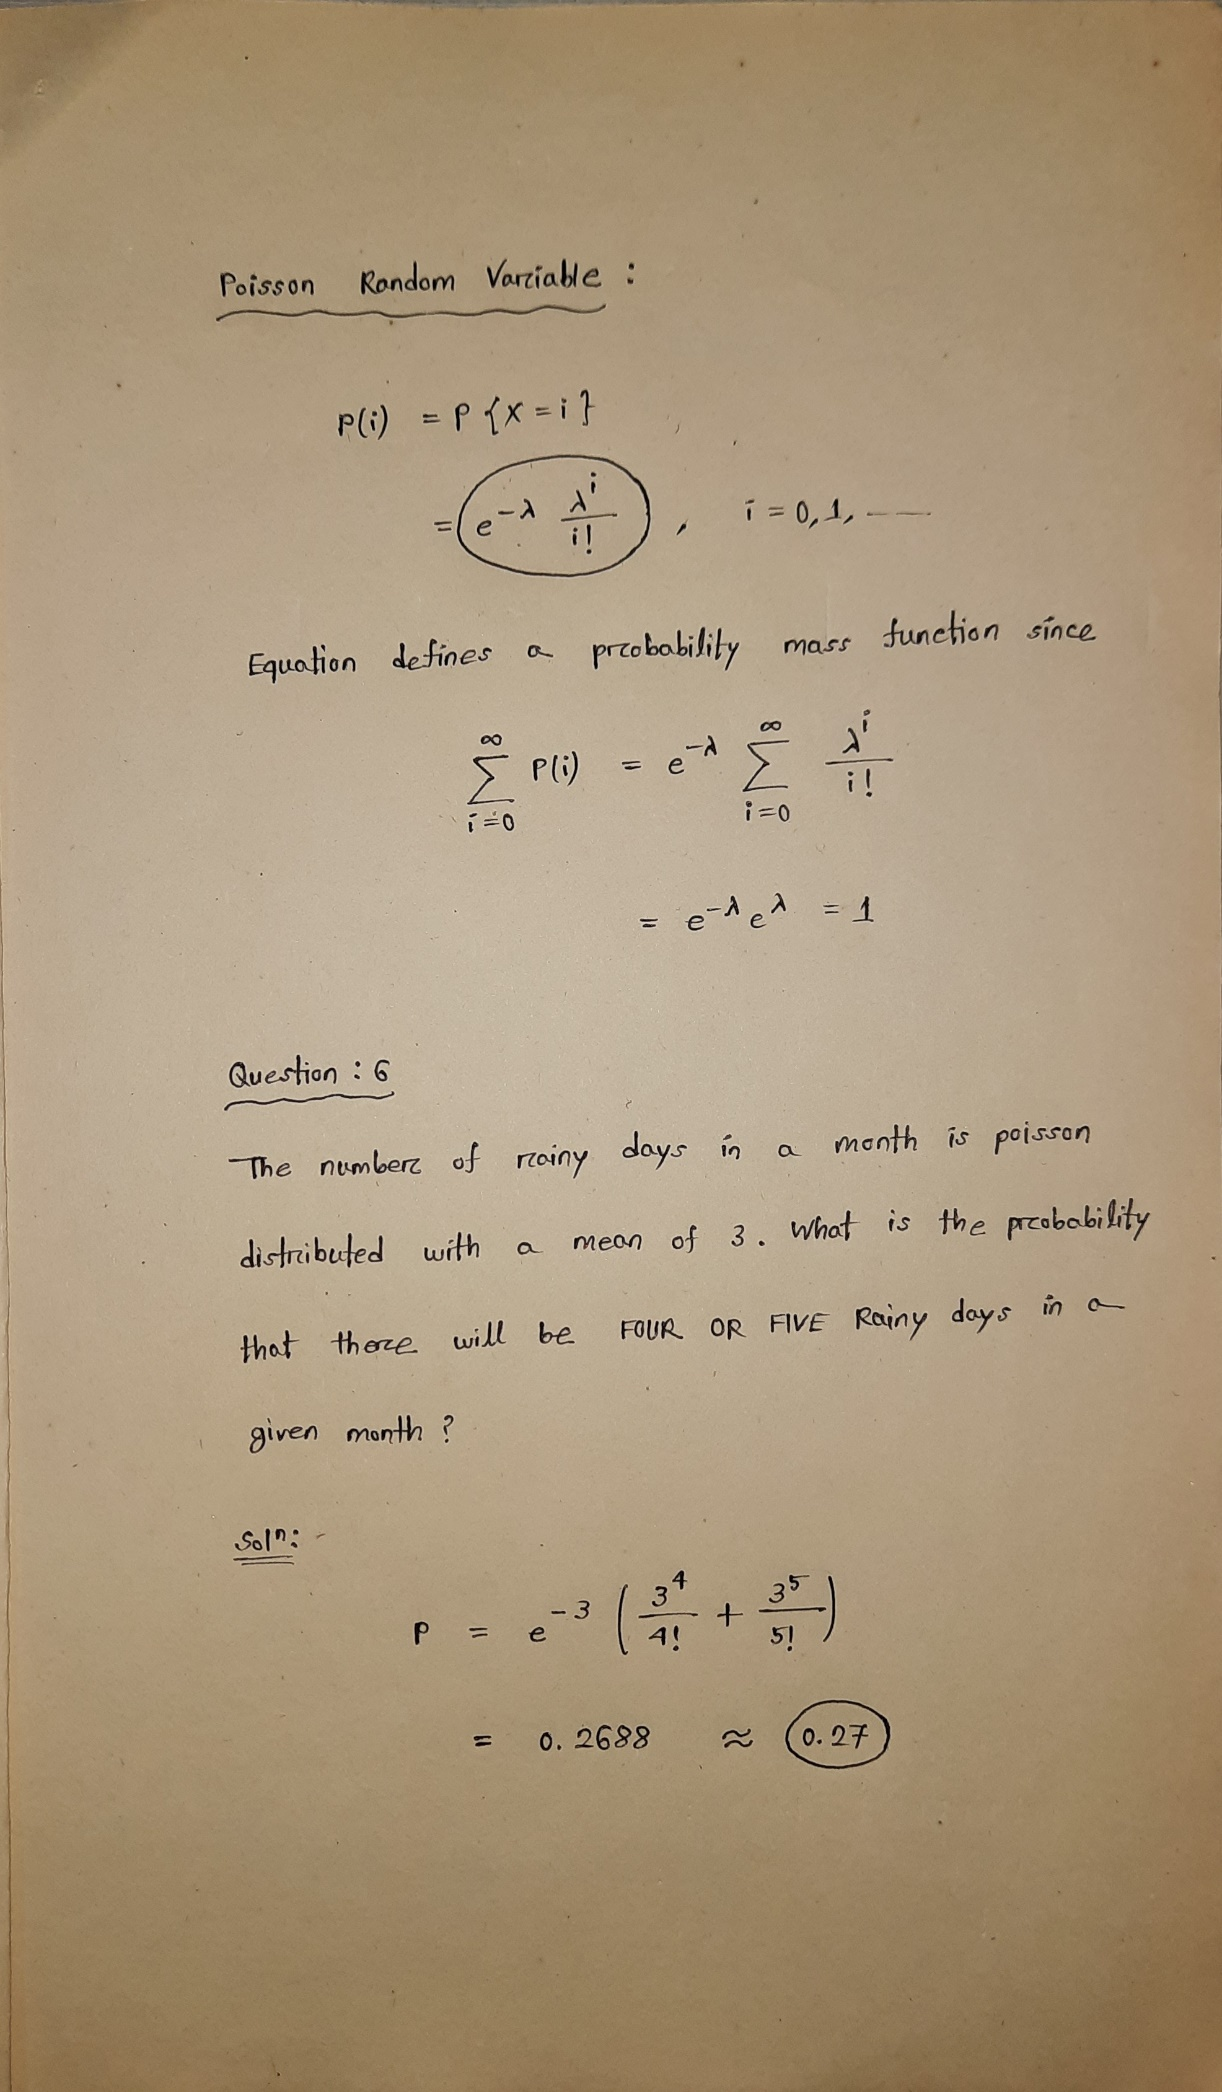 Poisson Random Variable :
P(i) = P {X = i}
= e^{-λ} λ^i / i! , i = 0, 1, ——
Equation defines a probability mass function since
∞∑i=0 P(i) = e^{-λ} ∞∑i=0 λ^i / i!
= e^{-λ} e^{λ} = 1
Question : 6
The number of rainy days in a month is poisson
distributed with a mean of 3. What is the probability
that there will be FOUR OR FIVE Rainy days in a
given month ?
Solⁿ: -
P = e^{-3} ( 3^4 / 4! + 3^5 / 5! )
= 0.2688 ≈ 0.27